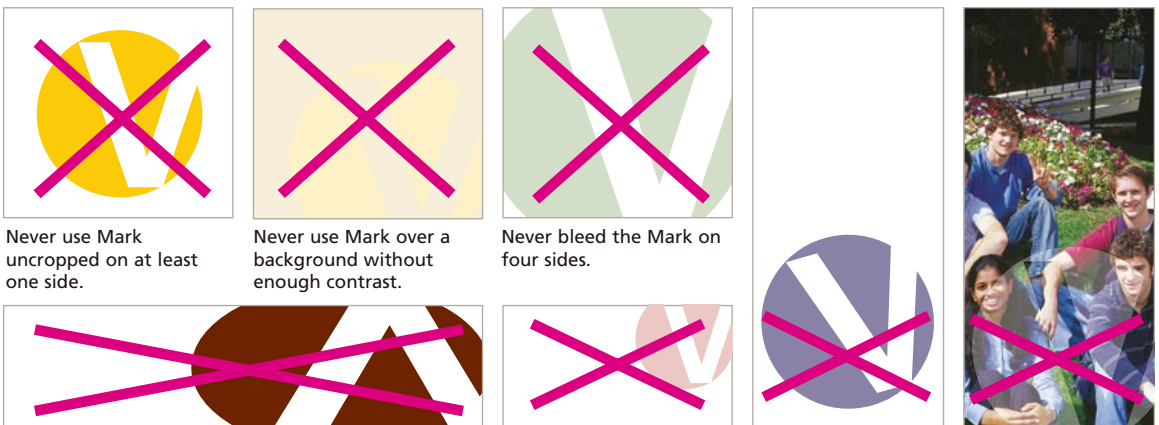 Never use Mark
uncropped on at least
one side.
Never use Mark over a
background without
enough contrast.
Never bleed the Mark on
four sides.